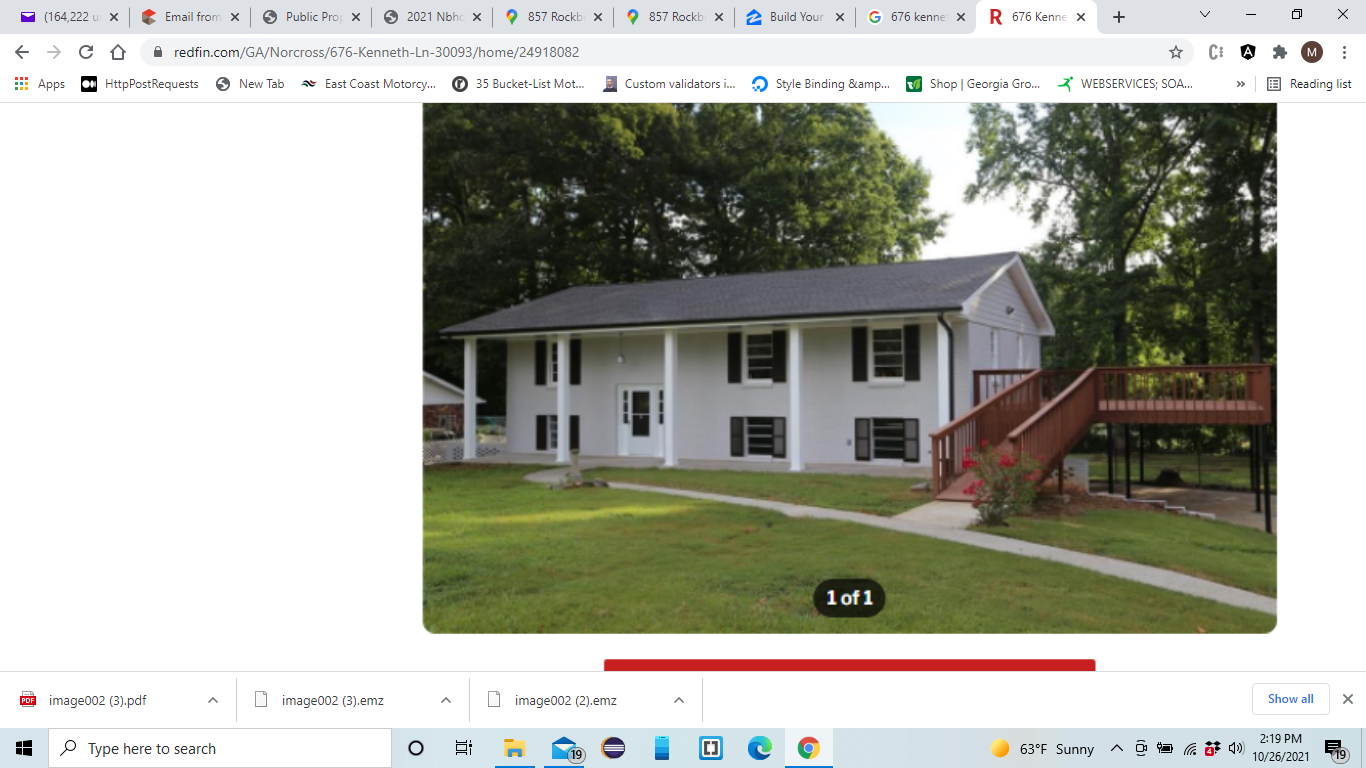 (164,222 u
Email from
Public Prop
2021 Nbho
857 Rockb
857 Rockb
Build Your
676 kennet
676 Kenne
redfin.com/GA/Norcross/676-Kenneth-Ln-30093/home/24918082
M
Apps
HttpPostRequests
New Tab
East Coast Motorcy...
35 Bucket-List Mot...
Custom validators i...
Style Binding &amp...
Shop | Georgia Gro...
WEBSERVICES; SOA...
»
Reading list
1 of 1
PDF
image002 (3).pdf
image002 (3).emz
image002 (2).emz
Show all
Type here to search
19
63°F Sunny
4
2:19 PM
10/26/2021
19